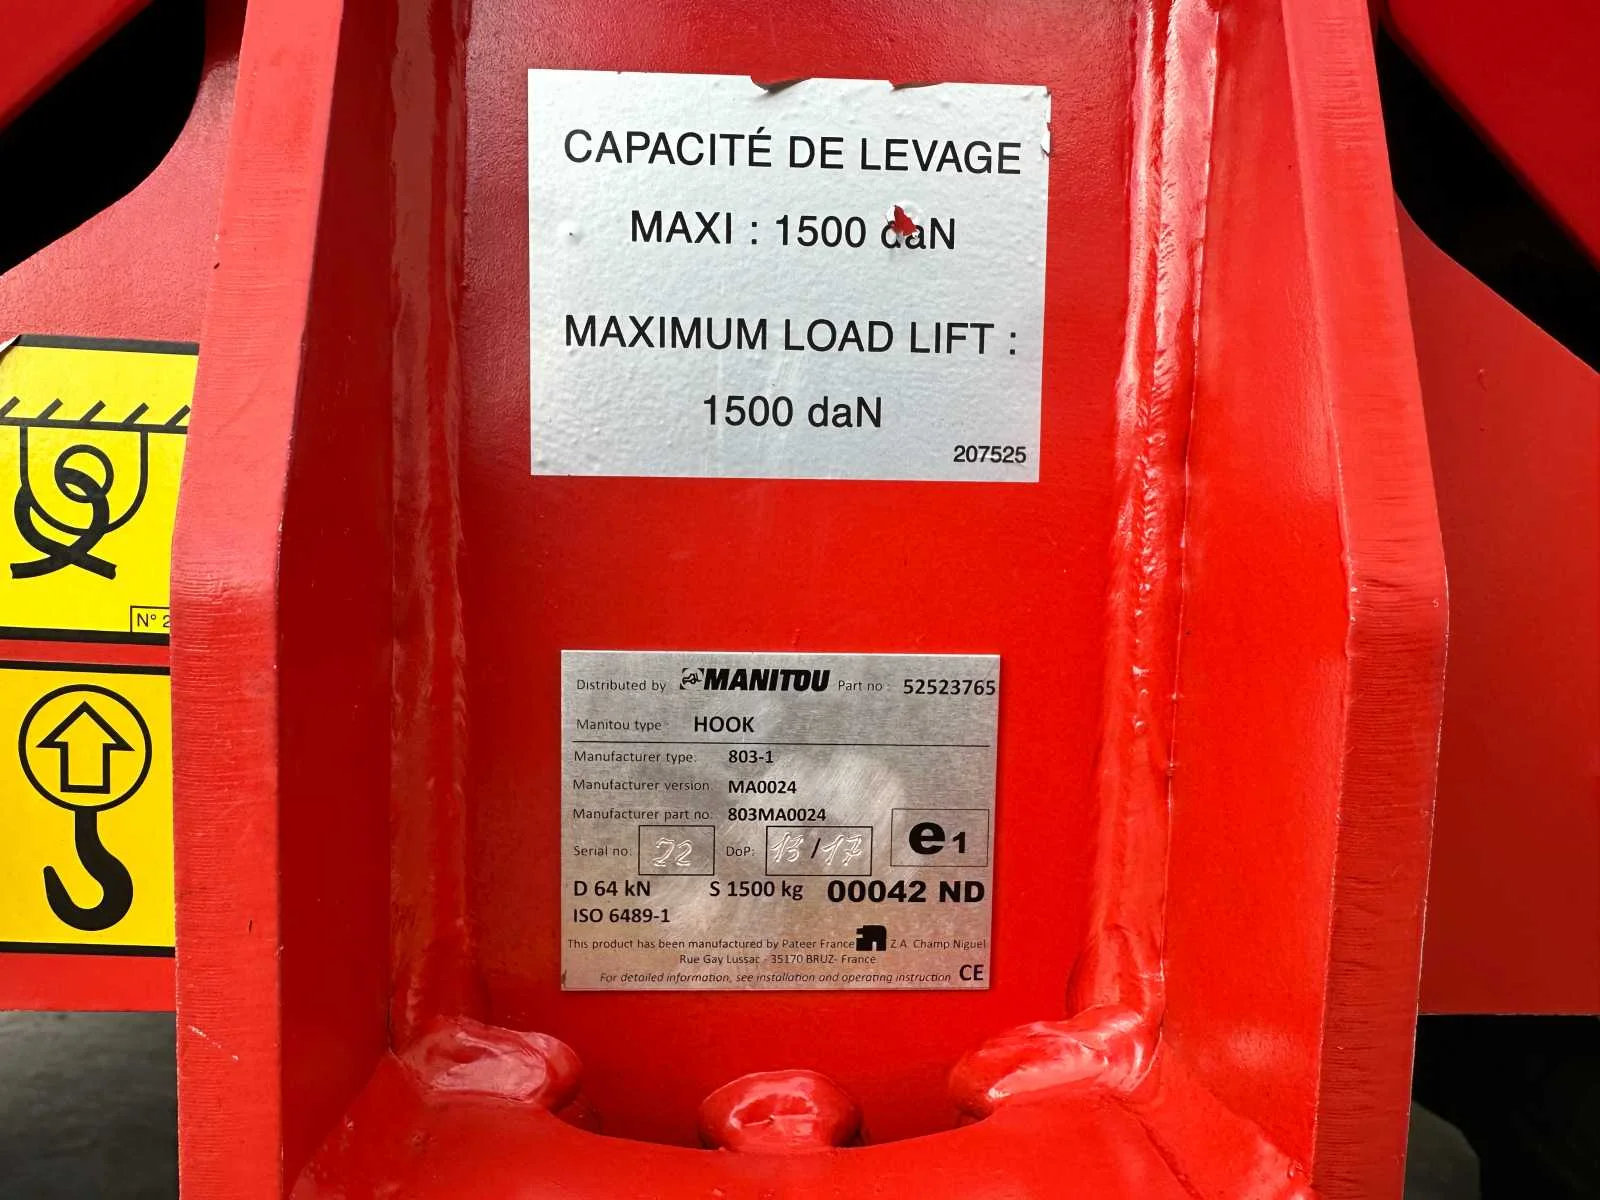 CAPACITÉ DE LEVAGE
MAXI : 1500 daN
MAXIMUM LOAD LIFT :
1500 daN
207525
N° 2
Distributed by MANITOU Part no : 52523765
Manitou type HOOK
Manufacturer type: 803-1
Manufacturer version: MA0024
Manufacturer part no: 803MA0024
Serial no: 22 DoP: 13/17 e1
D 64 kN S 1500 kg 00042 ND
ISO 6489-1
This product has been manufactured by Pateer France Z.A. Champ Niguel
Rue Gay Lussac - 35170 BRUZ- France
For detailed information, see installation and operating instruction CE